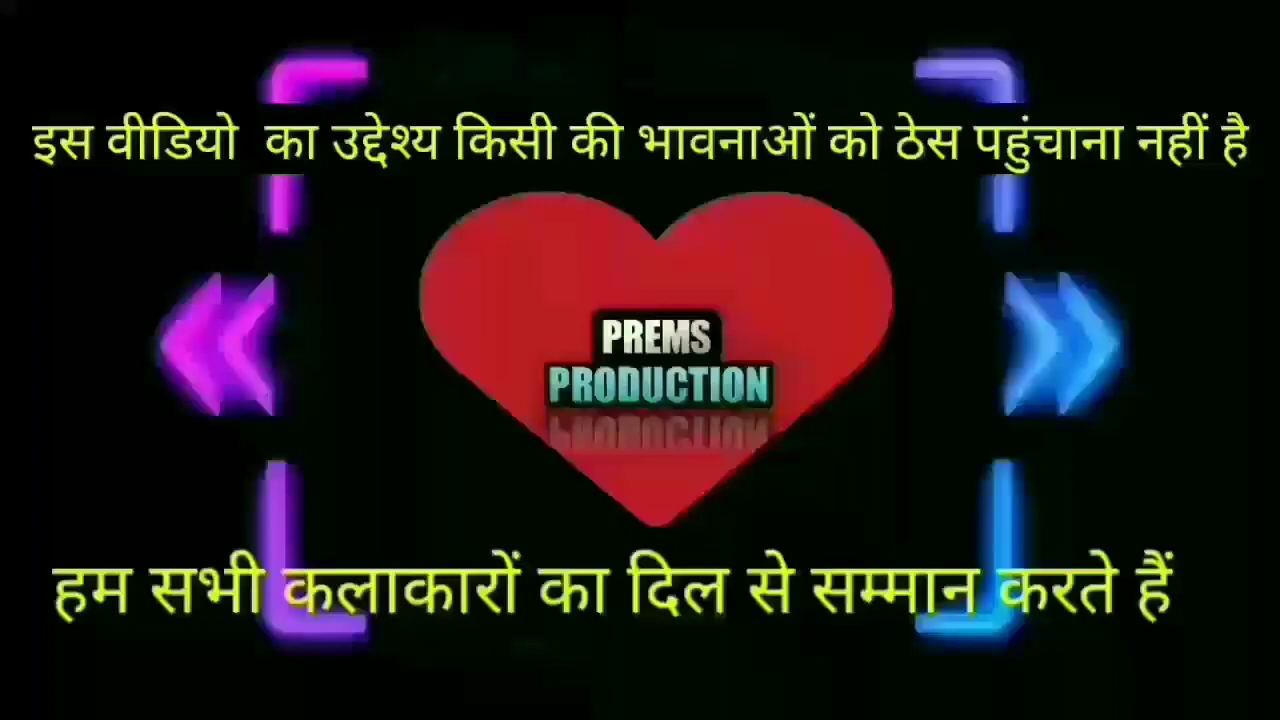 इस वीडियो का उद्देश्य किसी की भावनाओं को ठेस पहुंचाना नहीं है
PREMS
PRODUCTION
हम सभी कलाकारों का दिल से सम्मान करते हैं